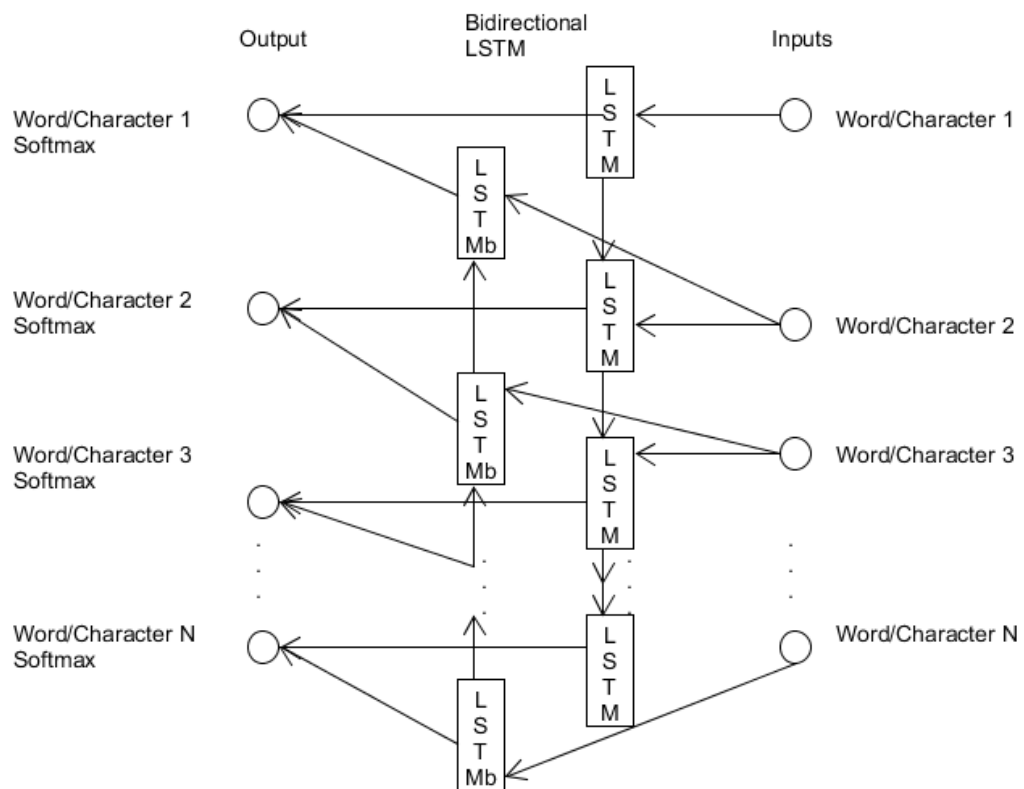 Output
Bidirectional
LSTM
Inputs
Word/Character 1
Softmax
L
S
T
M
Word/Character 1
L
S
T
Mb
Word/Character 2
Softmax
L
S
T
M
Word/Character 2
L
S
T
Mb
Word/Character 3
Softmax
L
S
T
M
Word/Character 3
Word/Character N
Softmax
L
S
T
M
Word/Character N
L
S
T
Mb